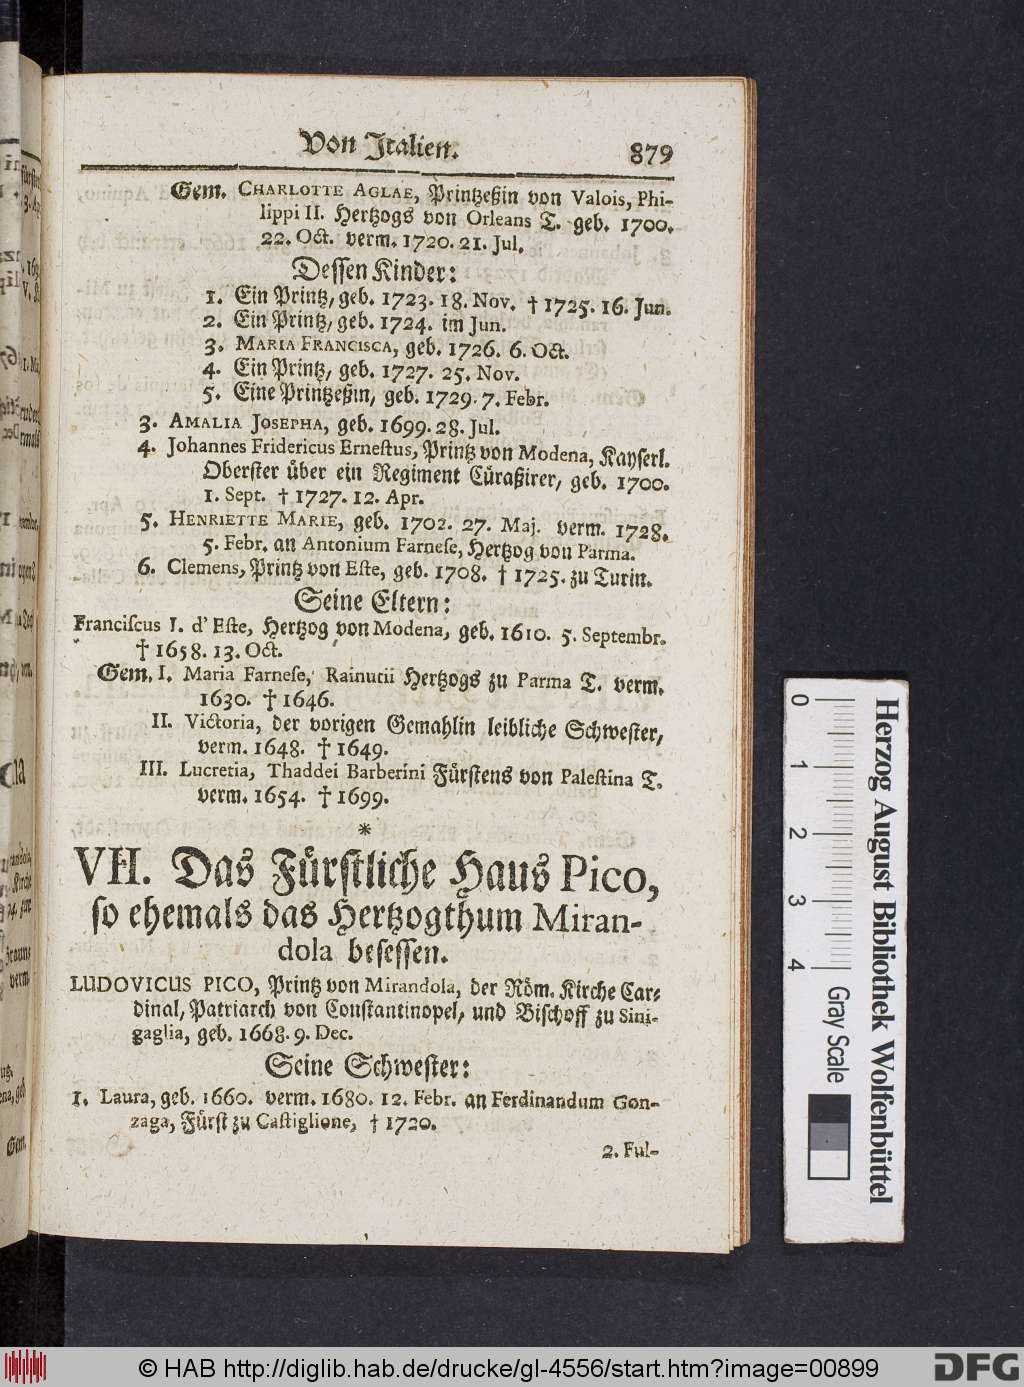 Von Italien. 879
Gem. CHARLOTTE AGLAE, Printzeßin von Valois, Phi-
lippi II. Hertzogs von Orleans T. geb. 1700.
22. Oct. verm. 1720. 21. Jul.
Dessen Kinder:
1. Ein Printz, geb. 1723. 18. Nov. † 1725. 16. Jun.
2. Ein Printz, geb. 1724. im Jun.
3. MARIA FRANCISCA, geb. 1726. 6. Oct.
4. Ein Printz, geb. 1727. 25. Nov.
5. Eine Printzeßin, geb. 1729. 7. Febr.
3. AMALIA JOSEPHA, geb. 1699. 28. Jul.
4. Johannes Fridericus Ernestus, Printz von Modena, Kayserl.
Oberster über ein Regiment Cüraßirer, geb. 1700.
1. Sept. † 1727. 12. Apr.
5. HENRIETTE MARIE, geb. 1702. 27. Maj. verm. 1728.
5. Febr. an Antonium Farnese, Hertzog von Parma.
6. Clemens, Printz von Este, geb. 1708. † 1725. zu Turin.
Seine Eltern:
Franciscus I. d' Este, Hertzog von Modena, geb. 1610. 5. Septembr.
† 1658. 13. Oct.
Gem. I. Maria Farnese, Rainutii Hertzogs zu Parma T. verm.
1630. † 1646.
II. Victoria, der vorigen Gemahlin leibliche Schwester,
verm. 1648. † 1649.
III. Lucretia, Thaddei Barberini Fürstens von Palestina T.
verm. 1654. † 1699.
*
VII. Das Fürstliche Haus Pico,
so ehemals das Hertzogthum Miran-
dola besessen.
LUDOVICUS PICO, Printz von Mirandola, der Röm. Kirche Car-
dinal, Patriarch von Constantinopel, und Bischoff zu Sini-
gaglia, geb. 1668. 9. Dec.
Seine Schwester:
1. Laura, geb. 1660. verm. 1680. 12. Febr. an Ferdinandum Gon-
zaga, Fürst zu Castiglione, † 1720.
2. Ful-
0 1 2 3 4
Herzog August Bibliothek Wolfenbüttel
Gray Scale
© HAB http://diglib.hab.de/drucke/gl-4556/start.htm?image=00899
DFG